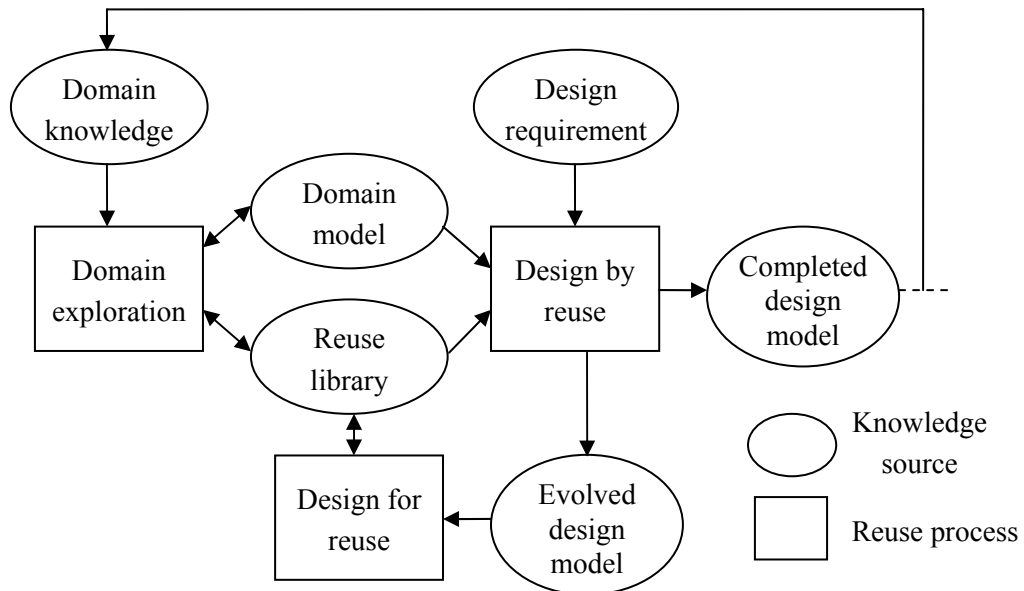 Domain
knowledge
Design
requirement
Domain
model
Domain
exploration
Design by
reuse
Completed
design
model
Reuse
library
Knowledge
source
Design for
reuse
Evolved
design
model
Reuse process